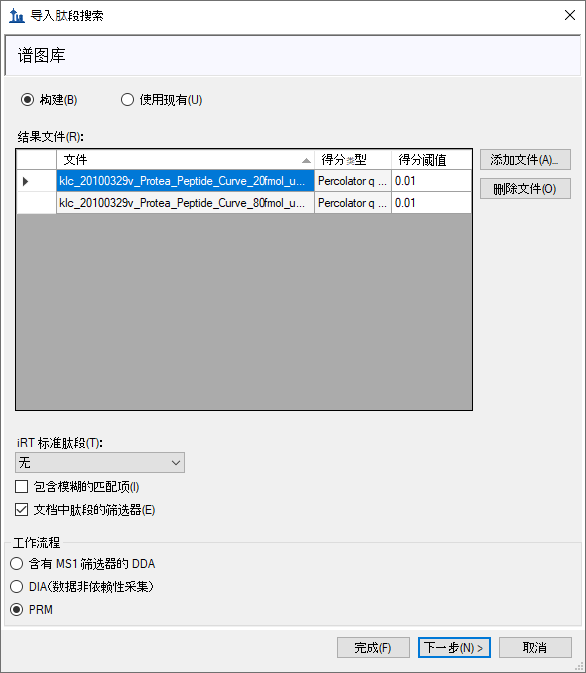 导入肽段搜索
谱图库
构建(B) 使用现有(U)
结果文件(R):
文件 得分类型 得分阈值
klc_20100329v_Protea_Peptide_Curve_20fmol_u... Percolator q ... 0.01
klc_20100329v_Protea_Peptide_Curve_80fmol_u... Percolator q ... 0.01
添加文件(A)...
删除文件(O)
iRT 标准肽段(T):
无
包含模糊的匹配项(I)
文档中肽段的筛选器(E)
工作流程
含有 MS1 筛选器的 DDA
DIA(数据非依赖性采集)
PRM
完成(F) 下一步(N) > 取消